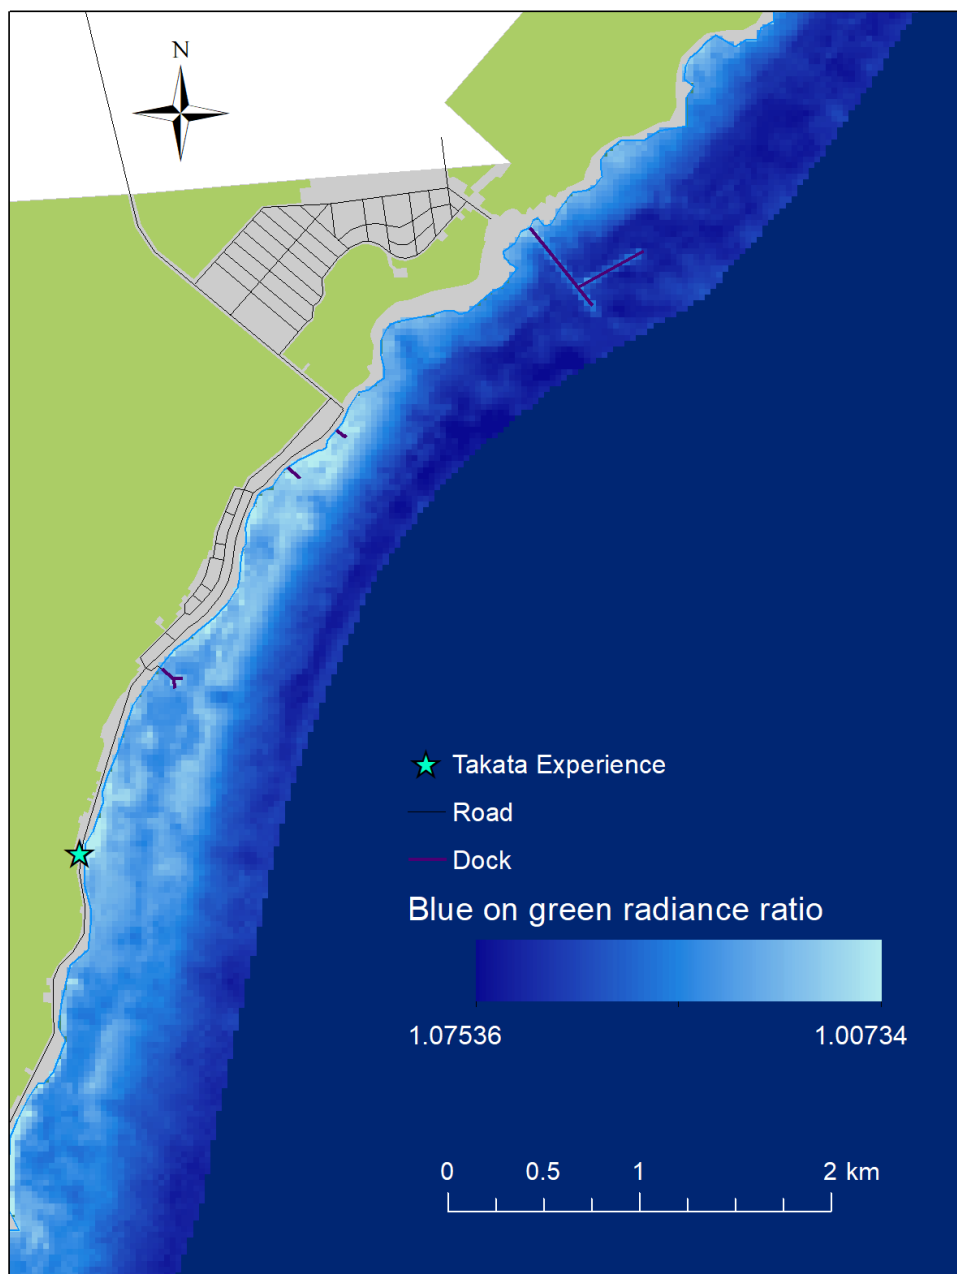 N
Takata Experience
Road
Dock
Blue on green radiance ratio
1.07536 1.00734
0 0.5 1 2 km